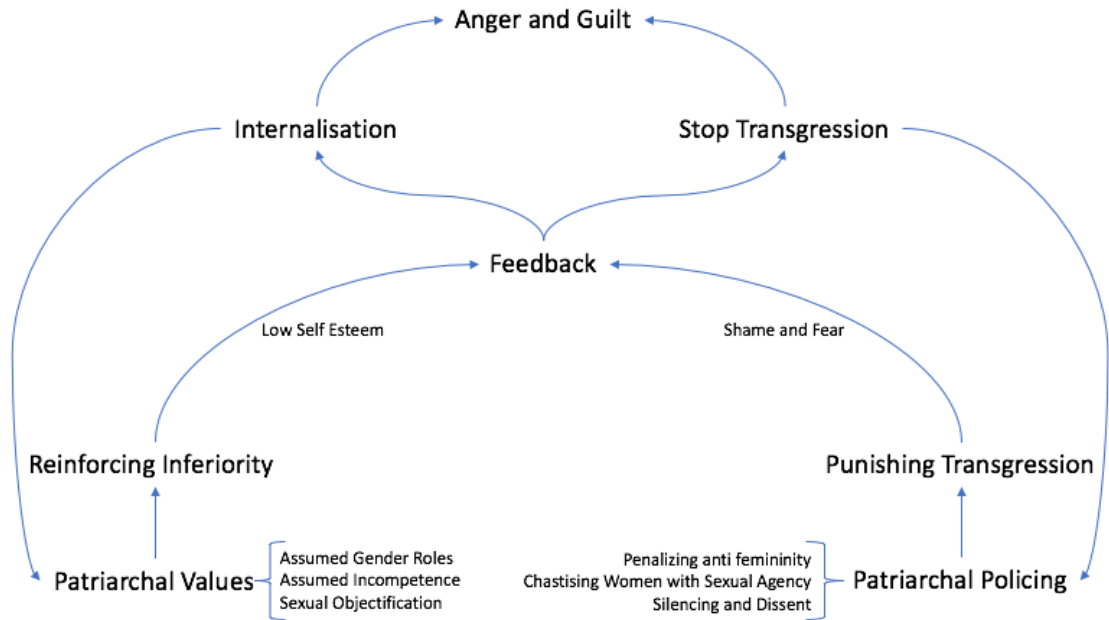 Anger and Guilt
Internalisation
Stop Transgression
Feedback
Low Self Esteem
Shame and Fear
Reinforcing Inferiority
Punishing Transgression
Patriarchal Values
Assumed Gender Roles
Assumed Incompetence
Sexual Objectification
Penalizing anti femininity
Chastising Women with Sexual Agency
Silencing and Dissent
Patriarchal Policing